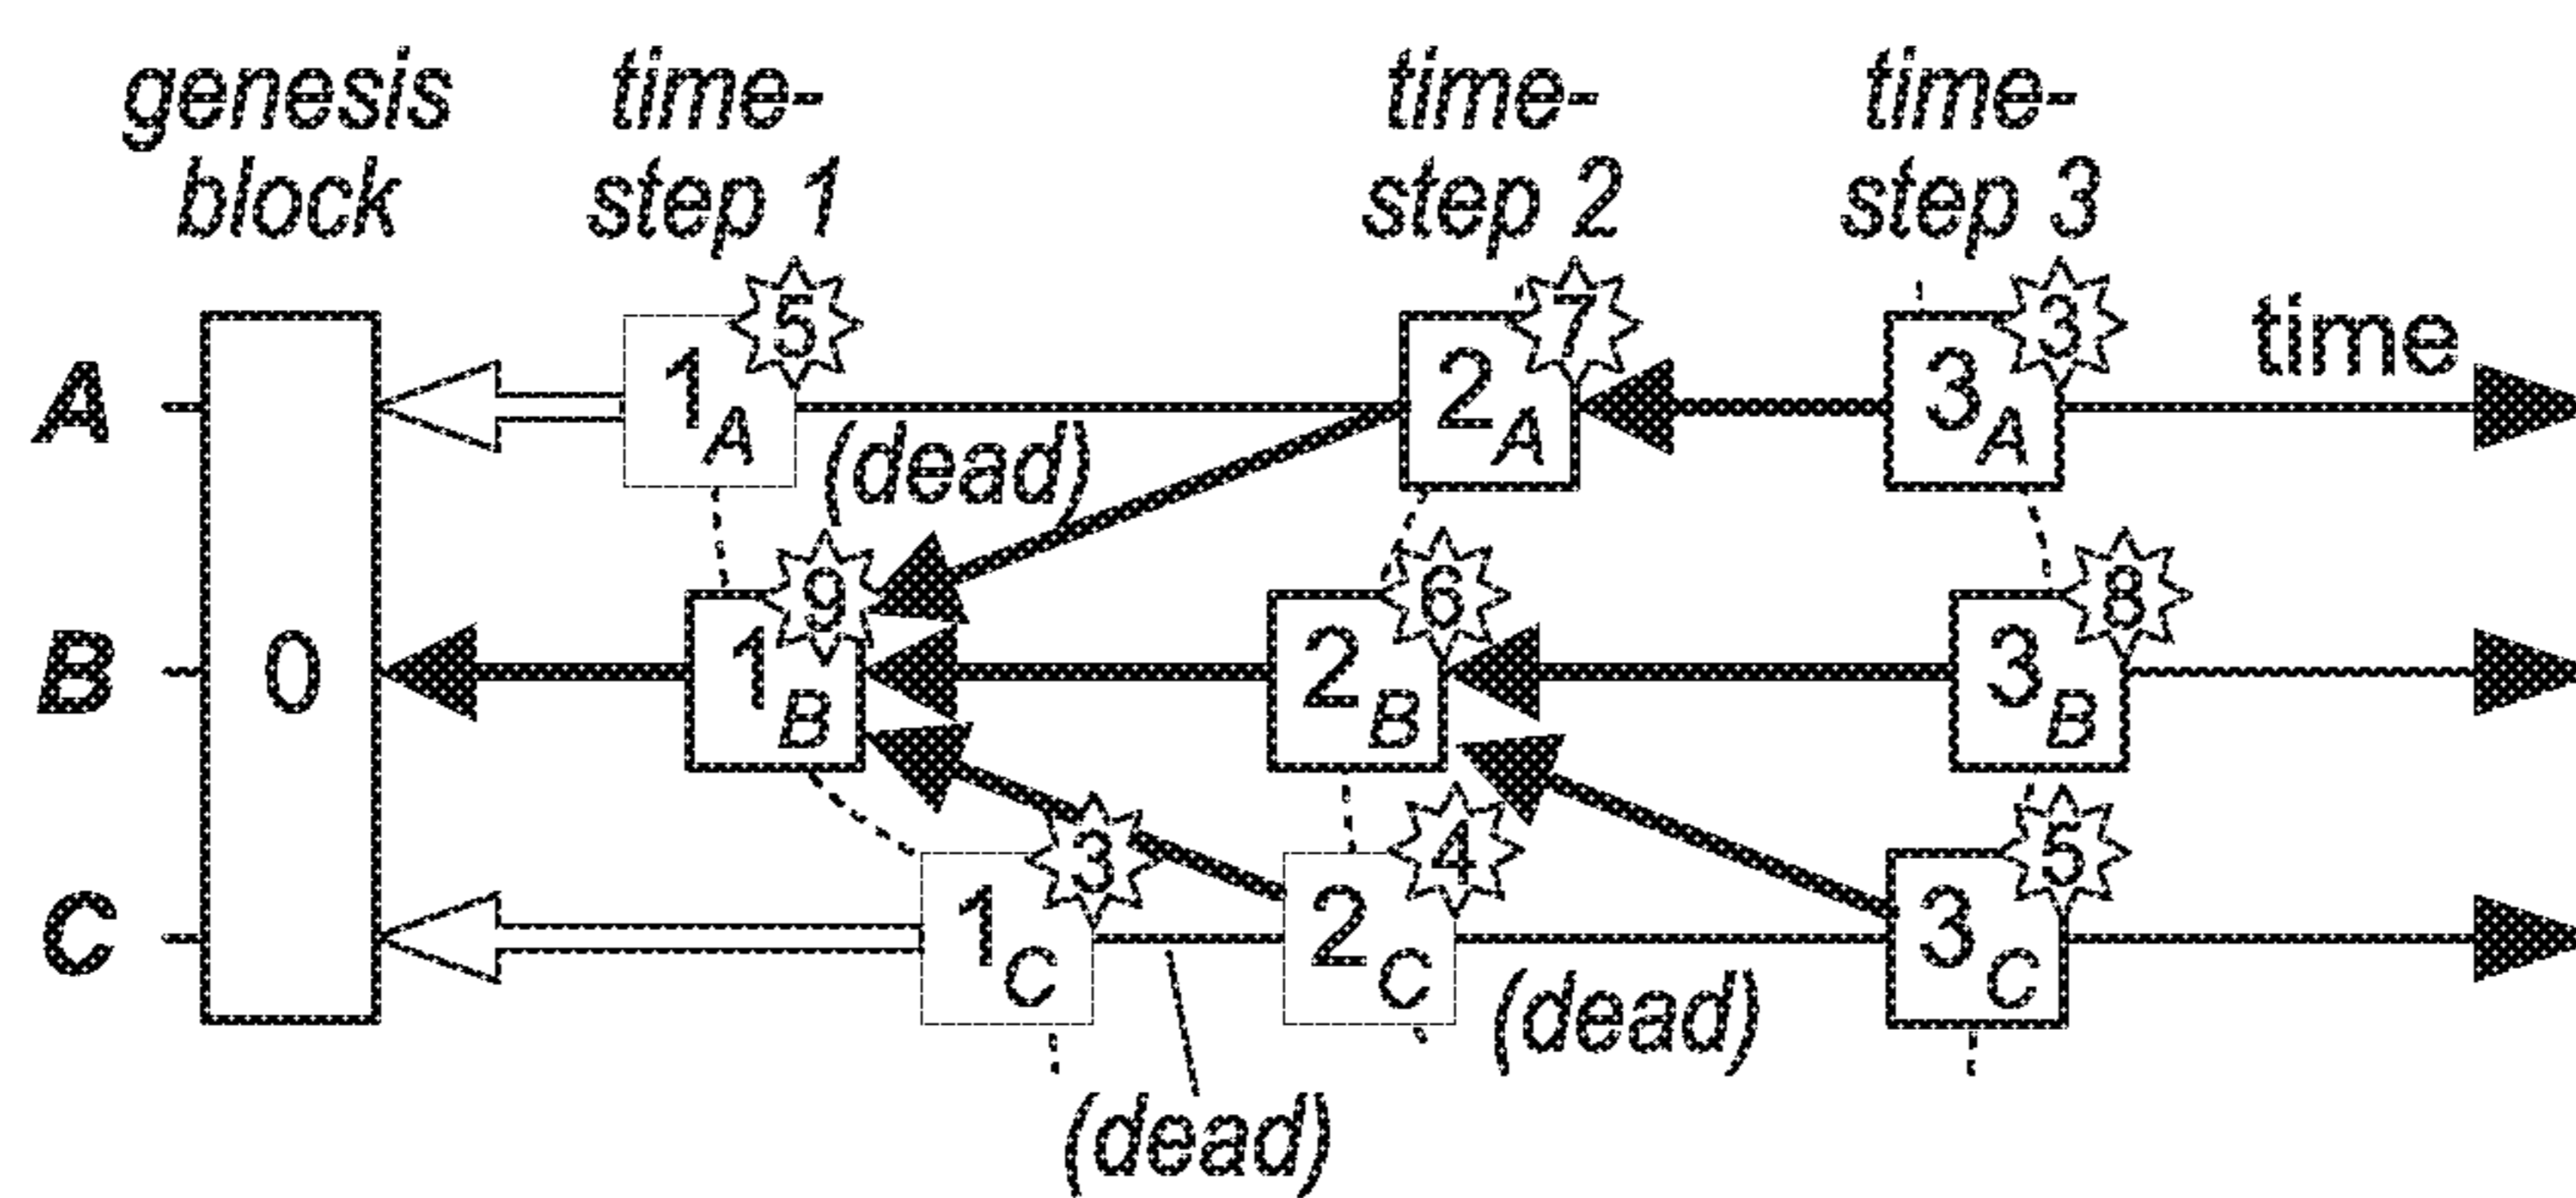 genesis block
time-step 1
time-step 2
time-step 3
time
A
5
1A
7
2A
3
3A
(dead)
B
0
9
1B
6
2B
8
3B
C
3
1C
4
2C
5
3C
(dead)
(dead)